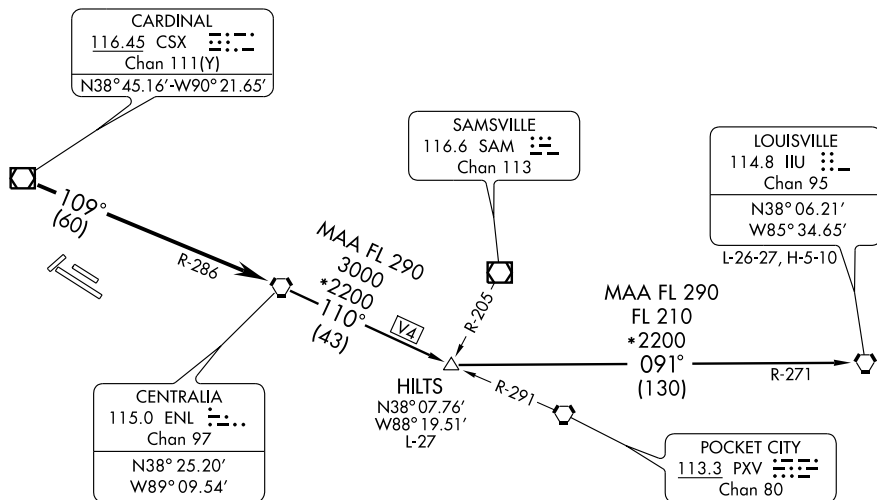 CARDINAL
116.45 CSX
Chan 111(Y)
N38° 45.16′-W90° 21.65′
SAMSVILLE
116.6 SAM
Chan 113
LOUISVILLE
114.8 IIU
Chan 95
N38° 06.21′
W85° 34.65′
L-26-27, H-5-10
109°
(60)
R-286
MAA FL 290
3000
*2200
110°
(43)
V4
R-205
MAA FL 290
FL 210
*2200
091°
(130)
R-271
HILTS
N38° 07.76′
W88° 19.51′
L-27
R-291
CENTRALIA
115.0 ENL
Chan 97
N38° 25.20′
W89° 09.54′
POCKET CITY
113.3 PXV
Chan 80